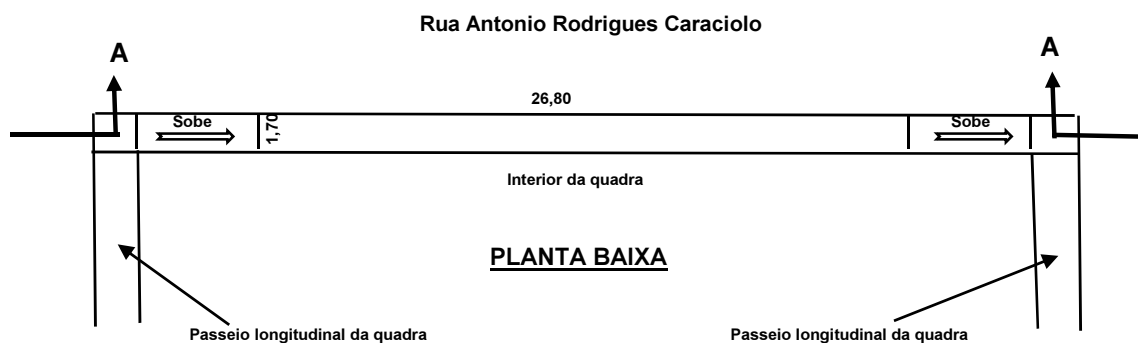 Rua Antonio Rodrigues Caraciolo
A
A
26,80
Sobe
1,70
Sobe
Interior da quadra
PLANTA BAIXA
Passeio longitudinal da quadra
Passeio longitudinal da quadra